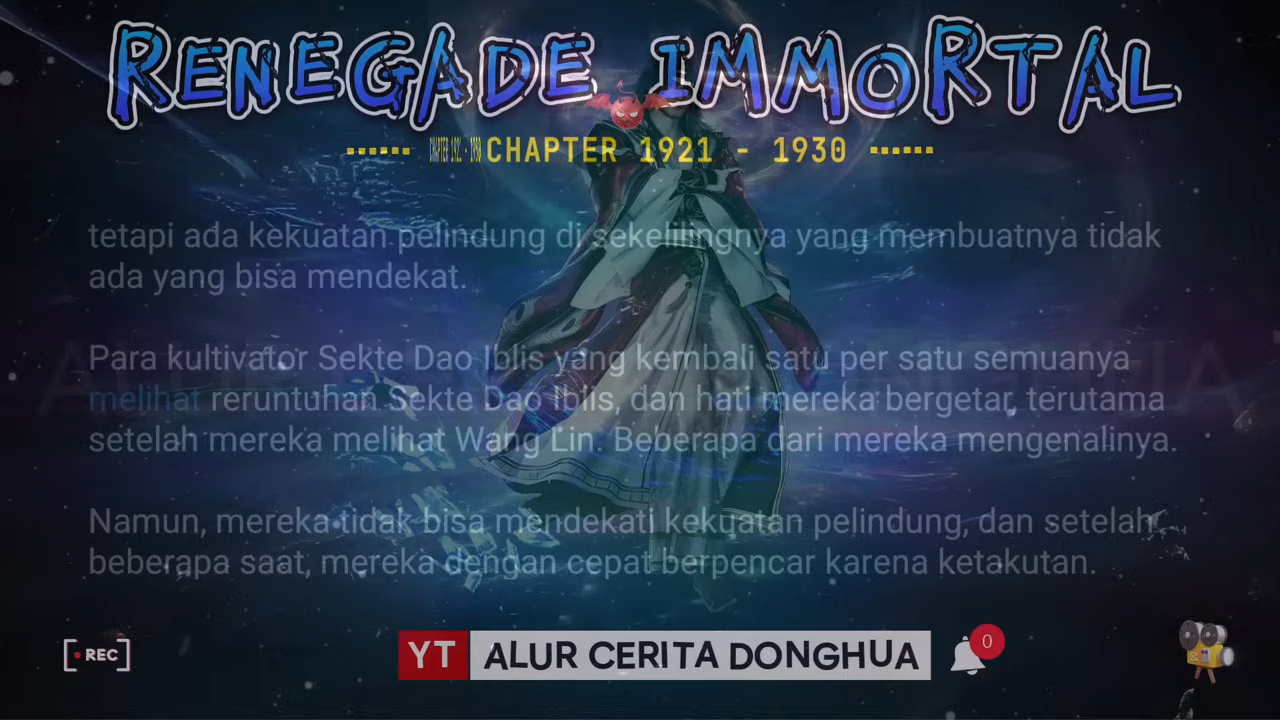 RENEGADE IMMORTAL
CHAPTER 1921 - 1930 CHAPTER 1921 - 1930
tetapi ada kekuatan pelindung di sekelilingnya yang membuatnya tidak
ada yang bisa mendekat.
Para kultivator Sekte Dao Iblis yang kembali satu per satu semuanya
melihat reruntuhan Sekte Dao Iblis, dan hati mereka bergetar, terutama
setelah mereka melihat Wang Lin. Beberapa dari mereka mengenalinya.
Namun, mereka tidak bisa mendekati kekuatan pelindung, dan setelah
beberapa saat, mereka dengan cepat berpencar karena ketakutan.
REC
YT ALUR CERITA DONGHUA
0